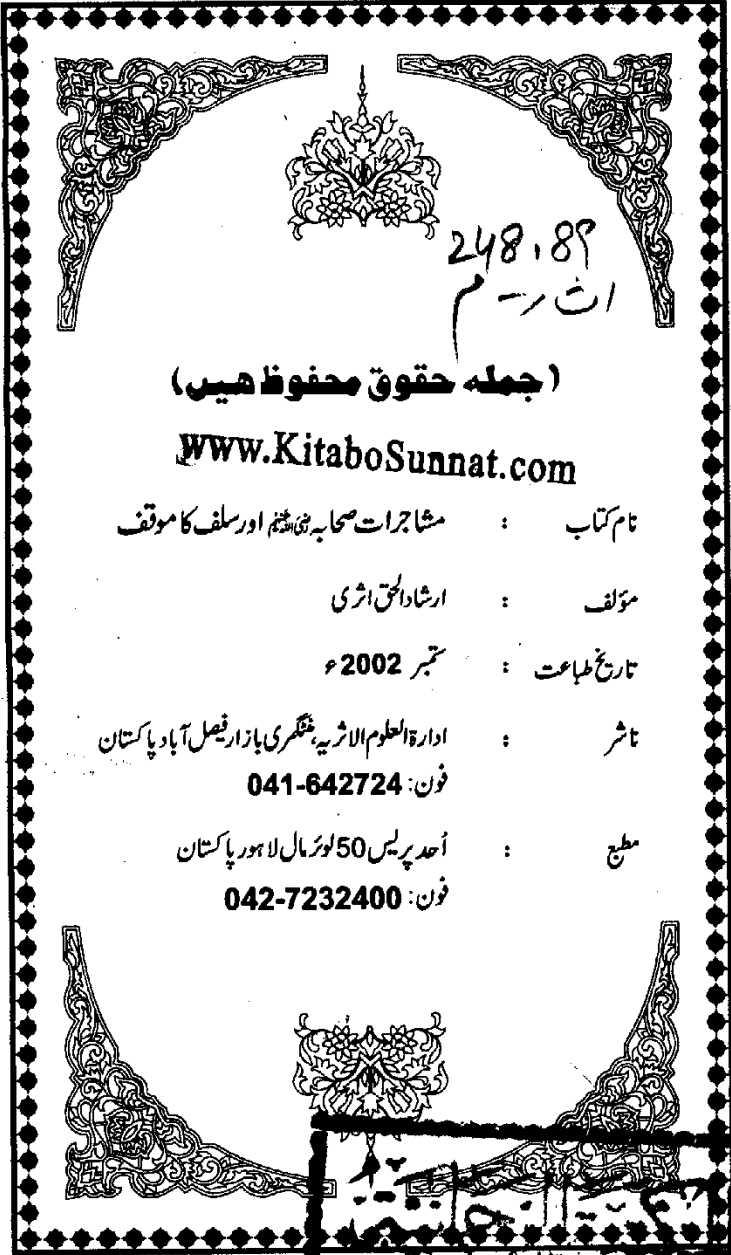 248.89
ا ث ر - م
(جملہ حقوق محفوظ ھیں)
www.KitaboSunnat.com
نام کتاب : مشاجرات صحابہ رضی اللہ عنہم اور سلف کا موقف
مؤلف : ارشاد الحق اثری
تاریخ طباعت : ستمبر 2002ء
ناشر : ادارۃ العلوم الاثریہ، منٹگمری بازار فیصل آباد پاکستان
فون: 041-642724
مطبع : أحد پریس 50 لوئر مال لاہور پاکستان
فون: 042-7232400